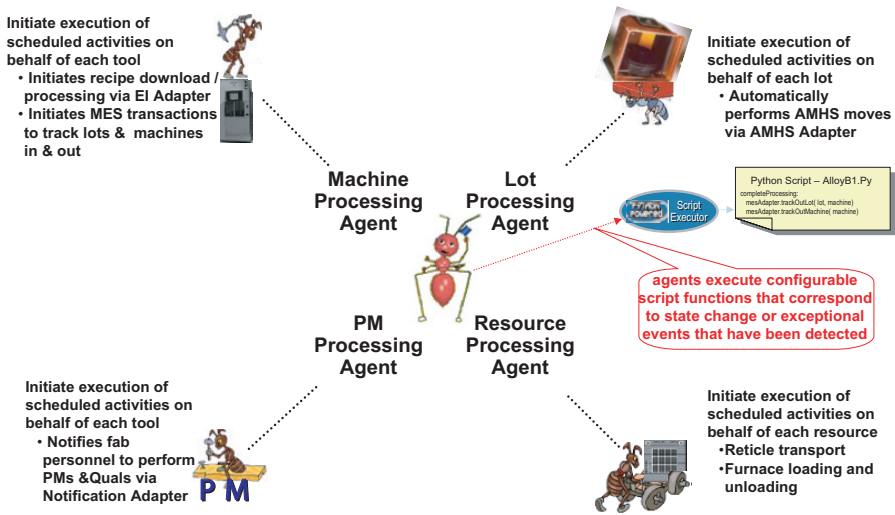 Initiate execution of
scheduled activities on
behalf of each tool
• Initiates recipe download /
processing via EI Adapter
• Initiates MES transactions
to track lots & machines
in & out
Initiate execution of
scheduled activities on
behalf of each lot
• Automatically
performs AMHS moves
via AMHS Adapter
Machine
Processing
Agent
Lot
Processing
Agent
python
powered
Script
Executor
Python Script – AlloyB1.Py
completeProcessing:
mesAdapter.trackOutLot( lot, machine)
mesAdapter.trackOutMachine( machine)
agents execute configurable
script functions that correspond
to state change or exceptional
events that have been detected
PM
Processing
Agent
Resource
Processing
Agent
Initiate execution of
scheduled activities on
behalf of each tool
• Notifies fab
personnel to perform
PMs &Quals via
Notification Adapter
PM
Initiate execution of
scheduled activities on
behalf of each resource
•Reticle transport
•Furnace loading and
unloading